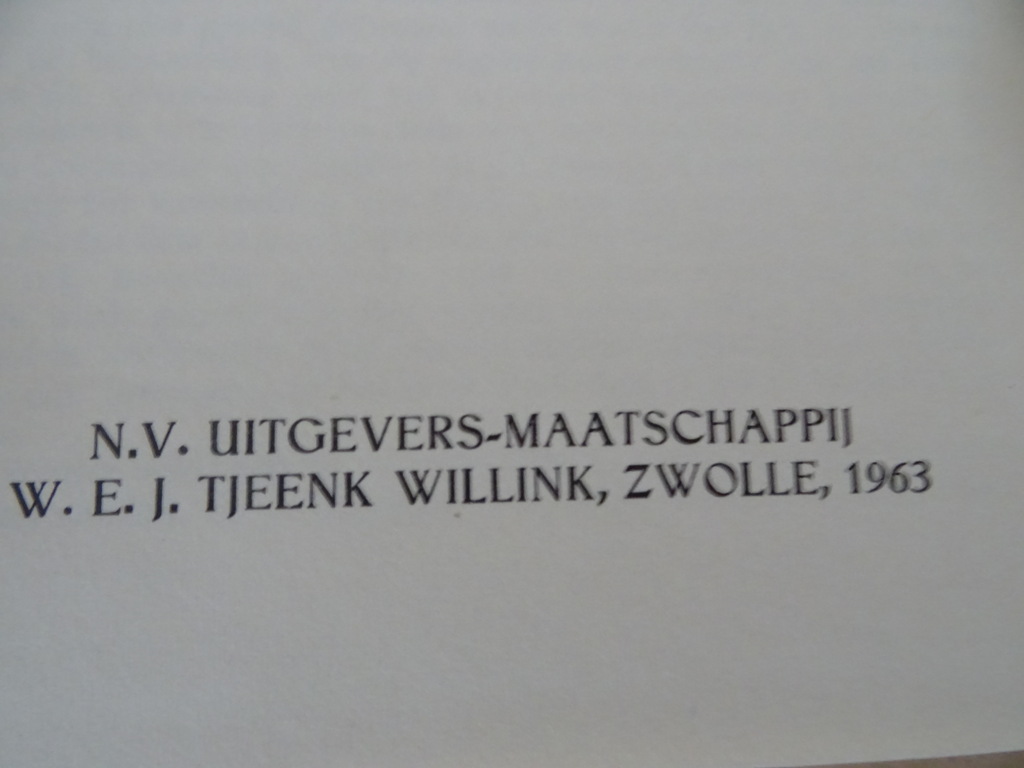 N.V. UITGEVERS-MAATSCHAPPIJ
W. E. J. TJEENK WILLINK, ZWOLLE, 1963